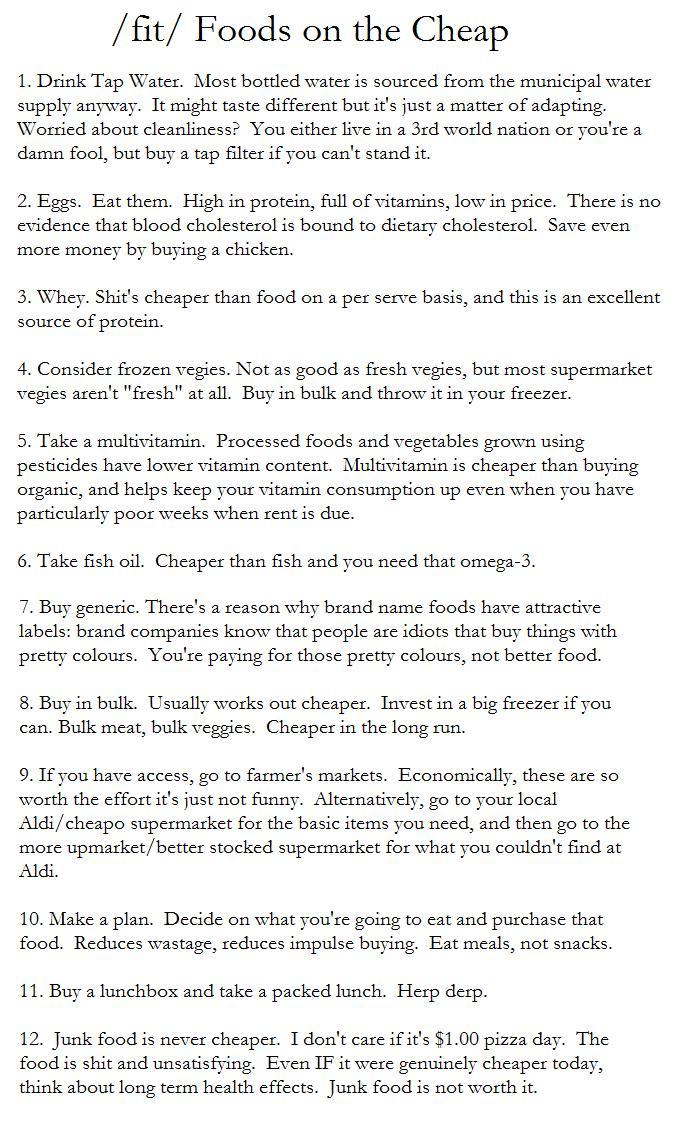 /fit/ Foods on the Cheap
1. Drink Tap Water.  Most bottled water is sourced from the municipal water
supply anyway.  It might taste different but it's just a matter of adapting.
Worried about cleanliness?  You either live in a 3rd world nation or you're a
damn fool, but buy a tap filter if you can't stand it.
2. Eggs.  Eat them.  High in protein, full of vitamins, low in price.  There is no
evidence that blood cholesterol is bound to dietary cholesterol.  Save even
more money by buying a chicken.
3. Whey. Shit's cheaper than food on a per serve basis, and this is an excellent
source of protein.
4. Consider frozen vegies. Not as good as fresh vegies, but most supermarket
vegies aren't "fresh" at all.  Buy in bulk and throw it in your freezer.
5. Take a multivitamin.  Processed foods and vegetables grown using
pesticides have lower vitamin content.  Multivitamin is cheaper than buying
organic, and helps keep your vitamin consumption up even when you have
particularly poor weeks when rent is due.
6. Take fish oil.  Cheaper than fish and you need that omega-3.
7. Buy generic. There's a reason why brand name foods have attractive
labels: brand companies know that people are idiots that buy things with
pretty colours.  You're paying for those pretty colours, not better food.
8. Buy in bulk.  Usually works out cheaper.  Invest in a big freezer if you
can. Bulk meat, bulk veggies.  Cheaper in the long run.
9. If you have access, go to farmer's markets.  Economically, these are so
worth the effort it's just not funny.  Alternatively, go to your local
Aldi/cheapo supermarket for the basic items you need, and then go to the
more upmarket/better stocked supermarket for what you couldn't find at
Aldi.
10. Make a plan.  Decide on what you're going to eat and purchase that
food.  Reduces wastage, reduces impulse buying.  Eat meals, not snacks.
11. Buy a lunchbox and take a packed lunch.  Herp derp.
12.  Junk food is never cheaper.  I don't care if it's $1.00 pizza day.  The
food is shit and unsatisfying.  Even IF it were genuinely cheaper today,
think about long term health effects.  Junk food is not worth it.